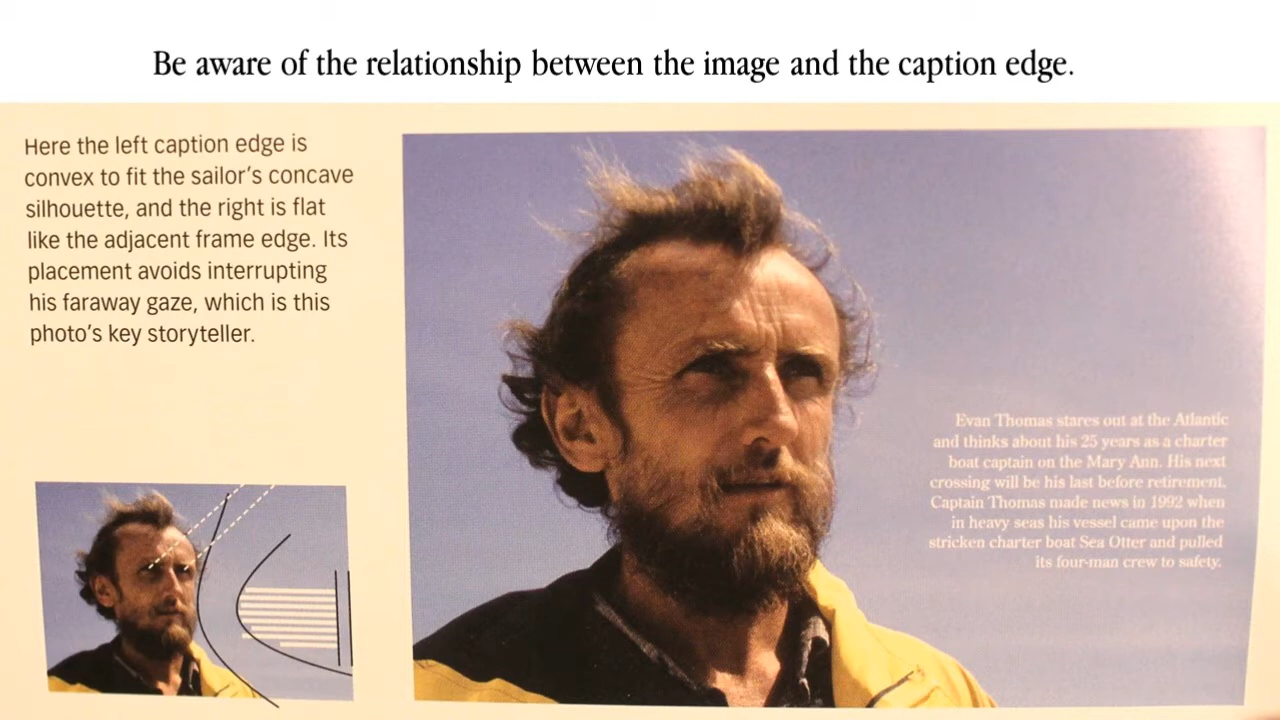 Be aware of the relationship between the image and the caption edge.
Here the left caption edge is
convex to fit the sailor's concave
silhouette, and the right is flat
like the adjacent frame edge. Its
placement avoids interrupting
his faraway gaze, which is this
photo's key storyteller.
Evan Thomas stares out at the Atlantic
and thinks about his 25 years as a charter
boat captain on the Mary Ann. His next
crossing will be his last before retirement.
Captain Thomas made news in 1992 when
in heavy seas his vessel came upon the
stricken charter boat Sea Otter and pulled
its four-man crew to safety.